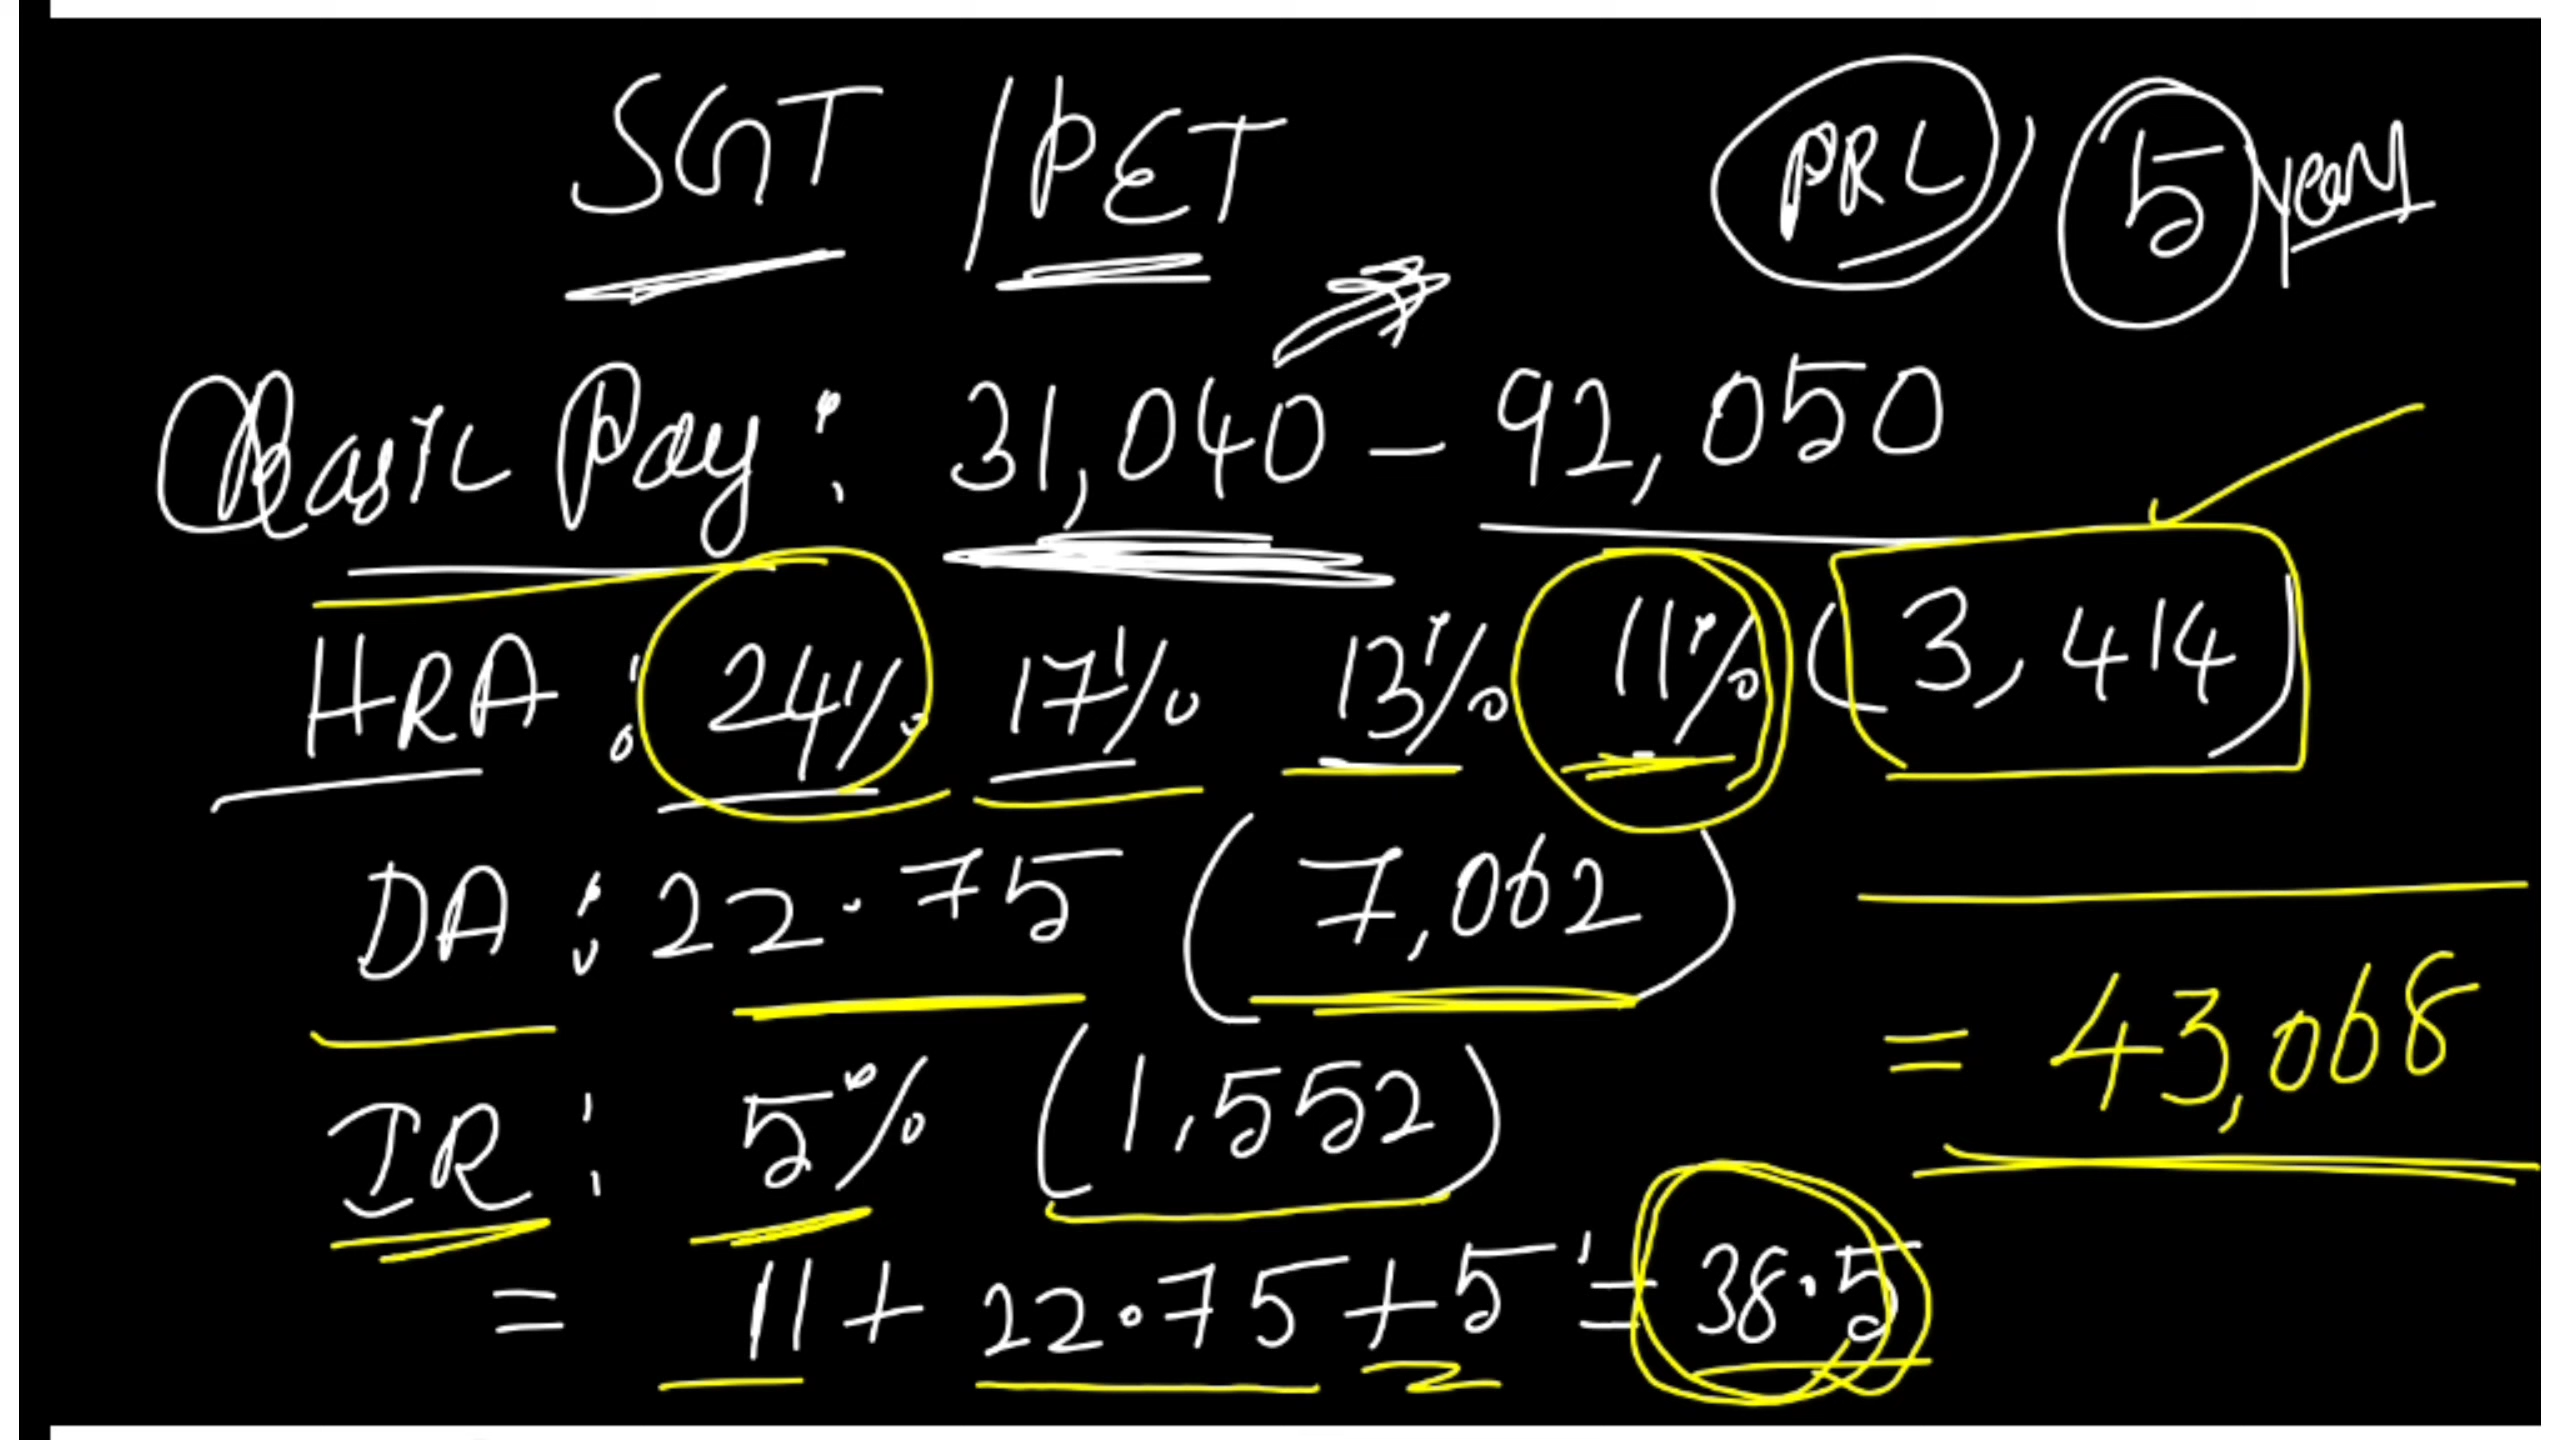 SGT / PET PRC, 5 years
Basic Pay : 31,040 - 92,050
HRA : 24% 17% 13% 11% (3,414)
DA : 22.75 (7,062)
= 43,068
IR : 5% (1,552)
= 11 + 22.75 + 5 = 38.5